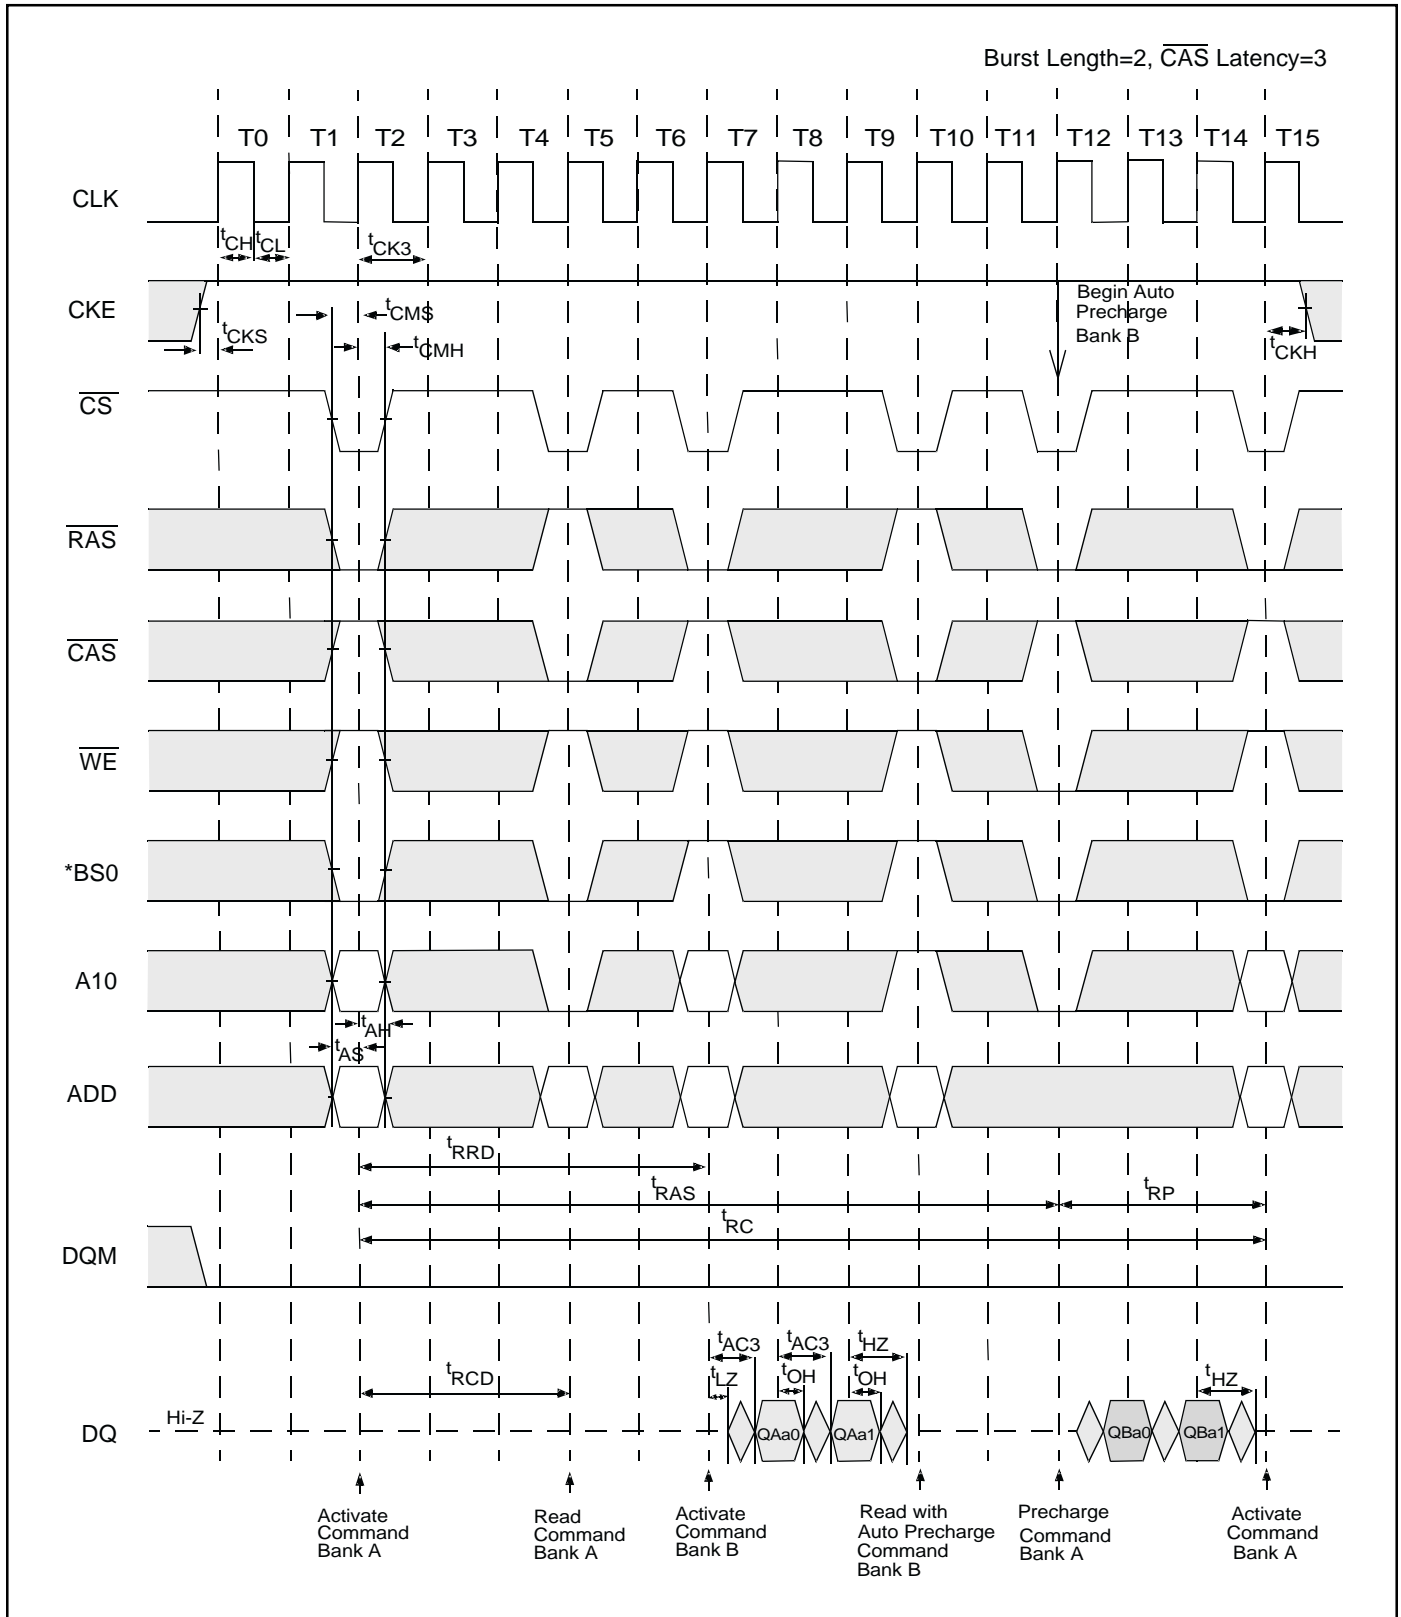 Burst Length=2, CAS Latency=3
T0 T1 T2 T3 T4 T5 T6 T7 T8 T9 T10 T11 T12 T13 T14 T15
CLK
tCH tCL tCK3
CKE
tCKS
tCMS
tCMH
Begin Auto
Precharge
Bank B
tCKH
CS
RAS
CAS
WE
*BS0
A10
tAH
tAS
ADD
tRRD
tRAS
tRP
tRC
DQM
tAC3 tAC3 tHZ
tRCD
tLZ tOH tOH
tHZ
Hi-Z
DQ
QAa0 QAa1 QBa0 QBa1
Activate
Command
Bank A
Read
Command
Bank A
Activate
Command
Bank B
Read with
Auto Precharge
Command
Bank B
Precharge
Command
Bank A
Activate
Command
Bank A